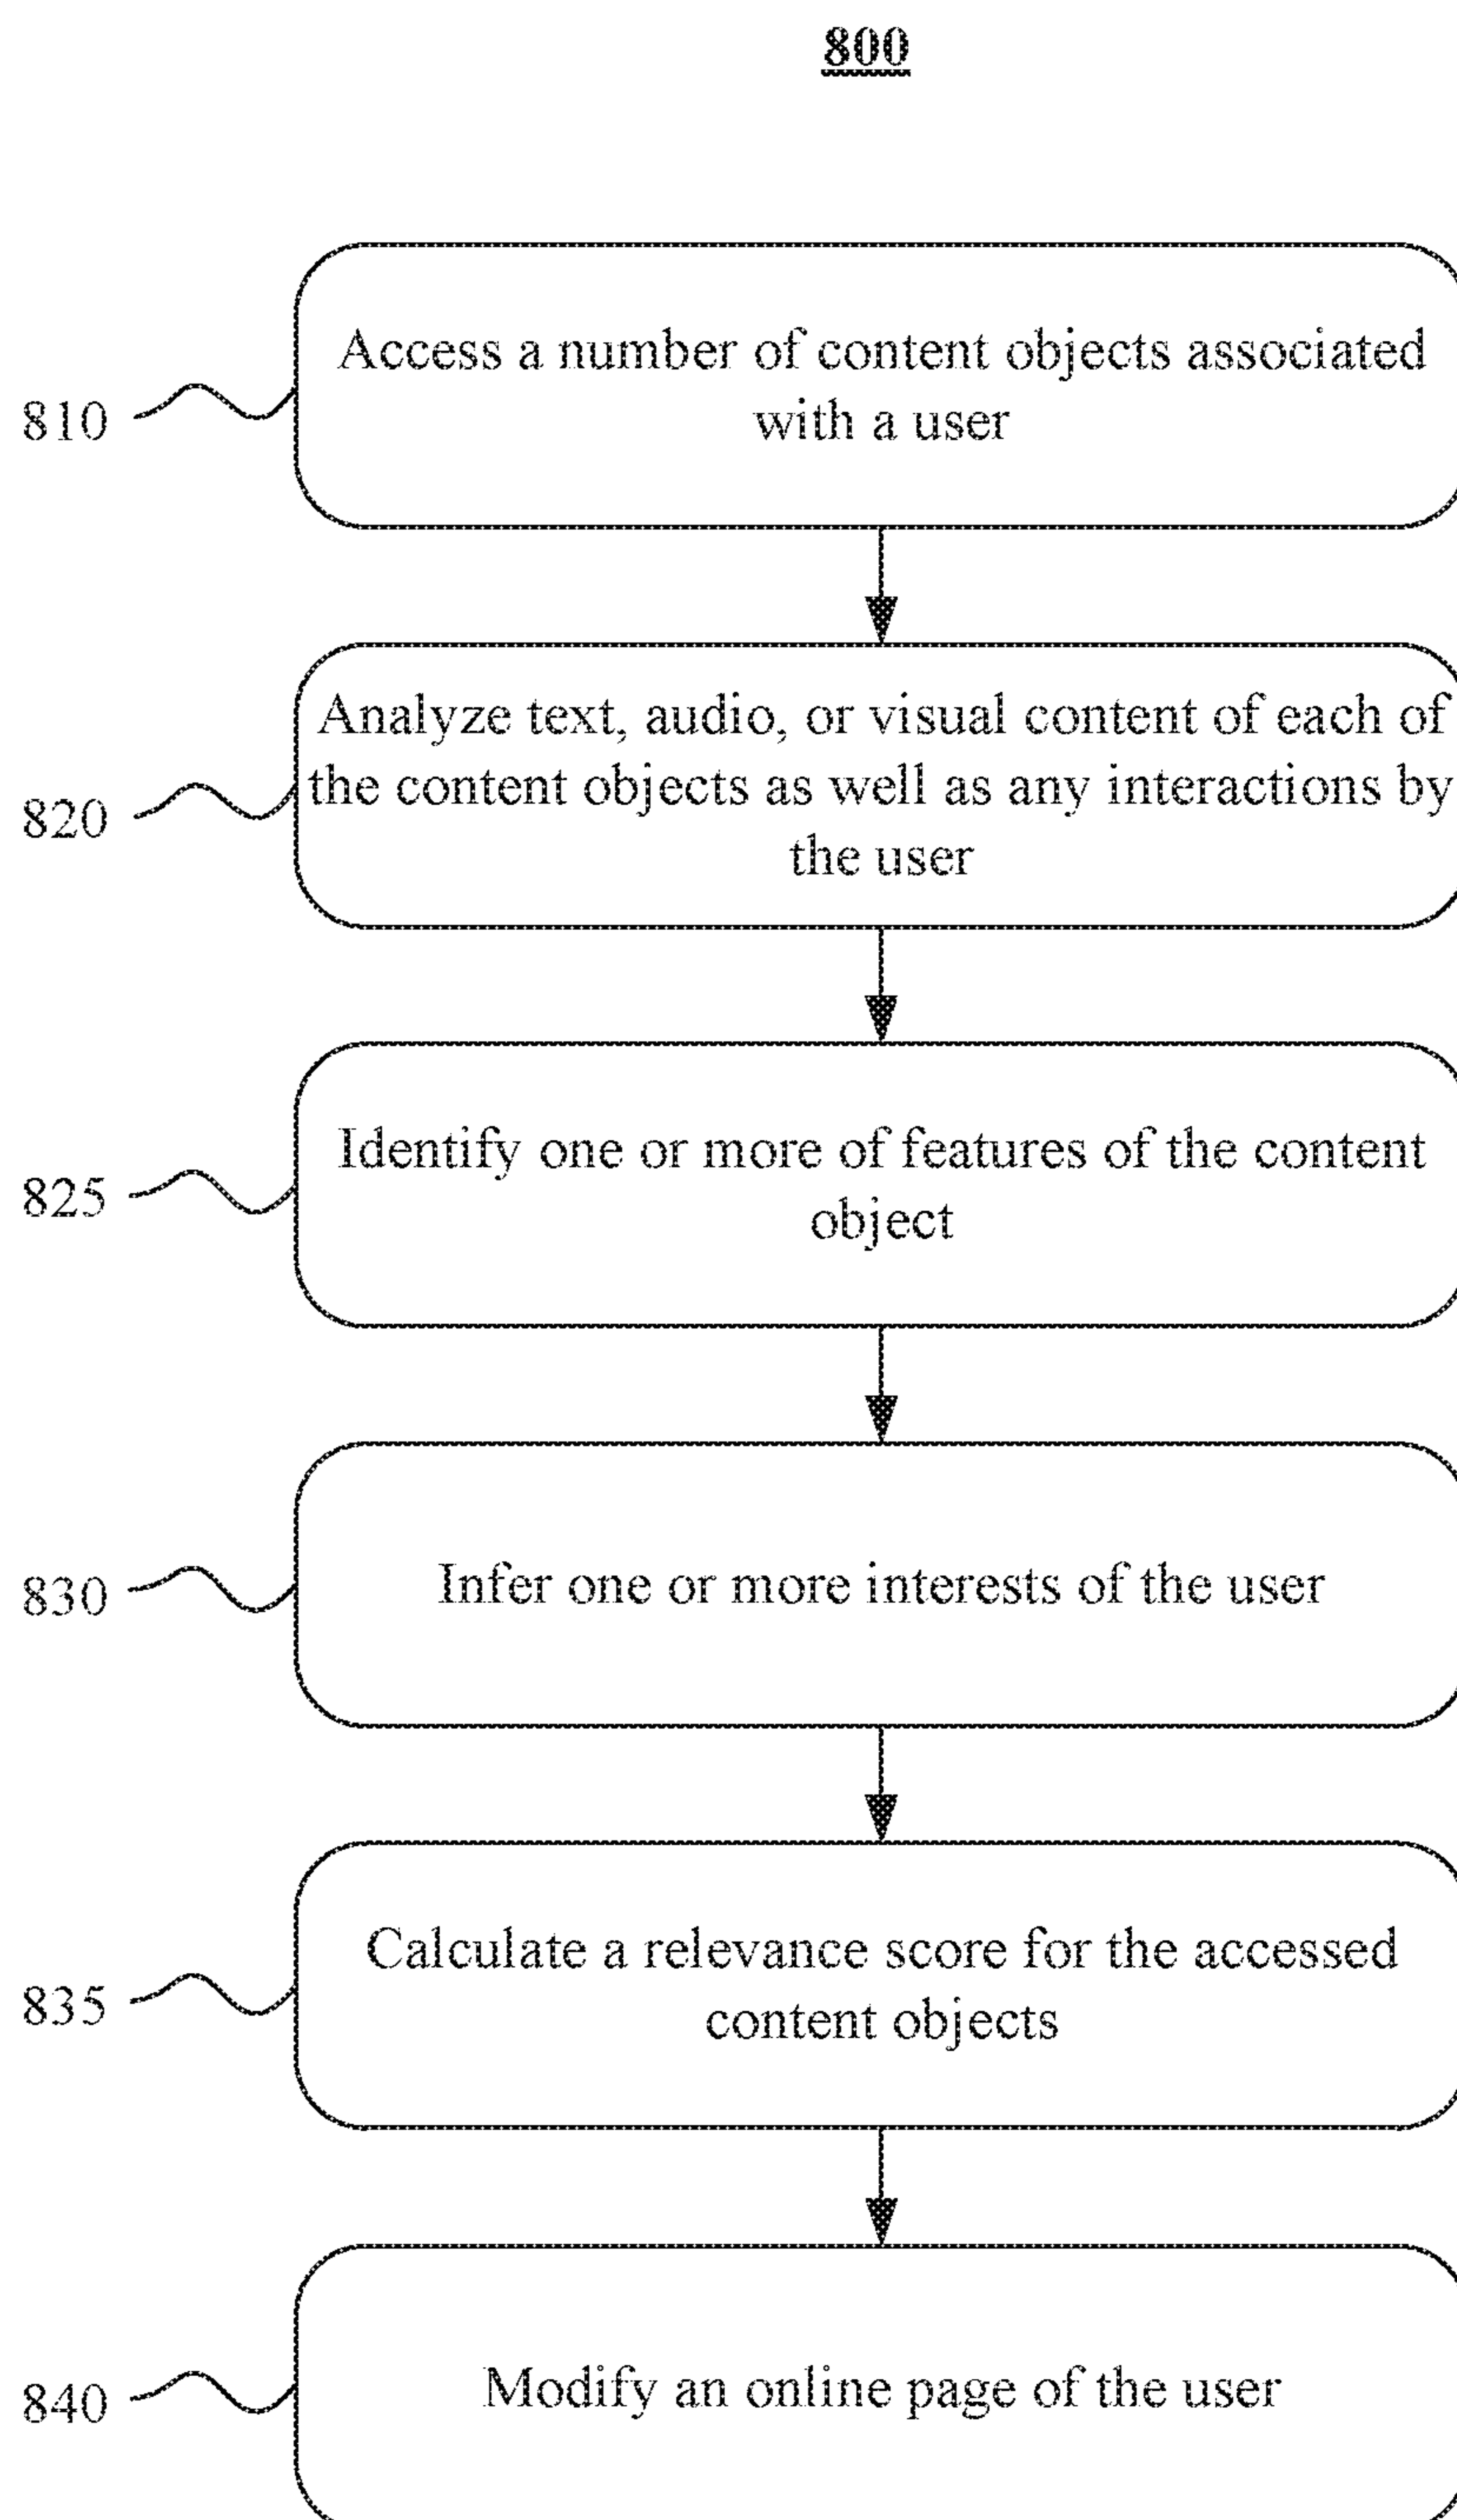 800
Access a number of content objects associated
with a user
810
Analyze text, audio, or visual content of each of
the content objects as well as any interactions by
the user
820
Identify one or more of features of the content
object
825
Infer one or more interests of the user
830
Calculate a relevance score for the accessed
content objects
835
Modify an online page of the user
840